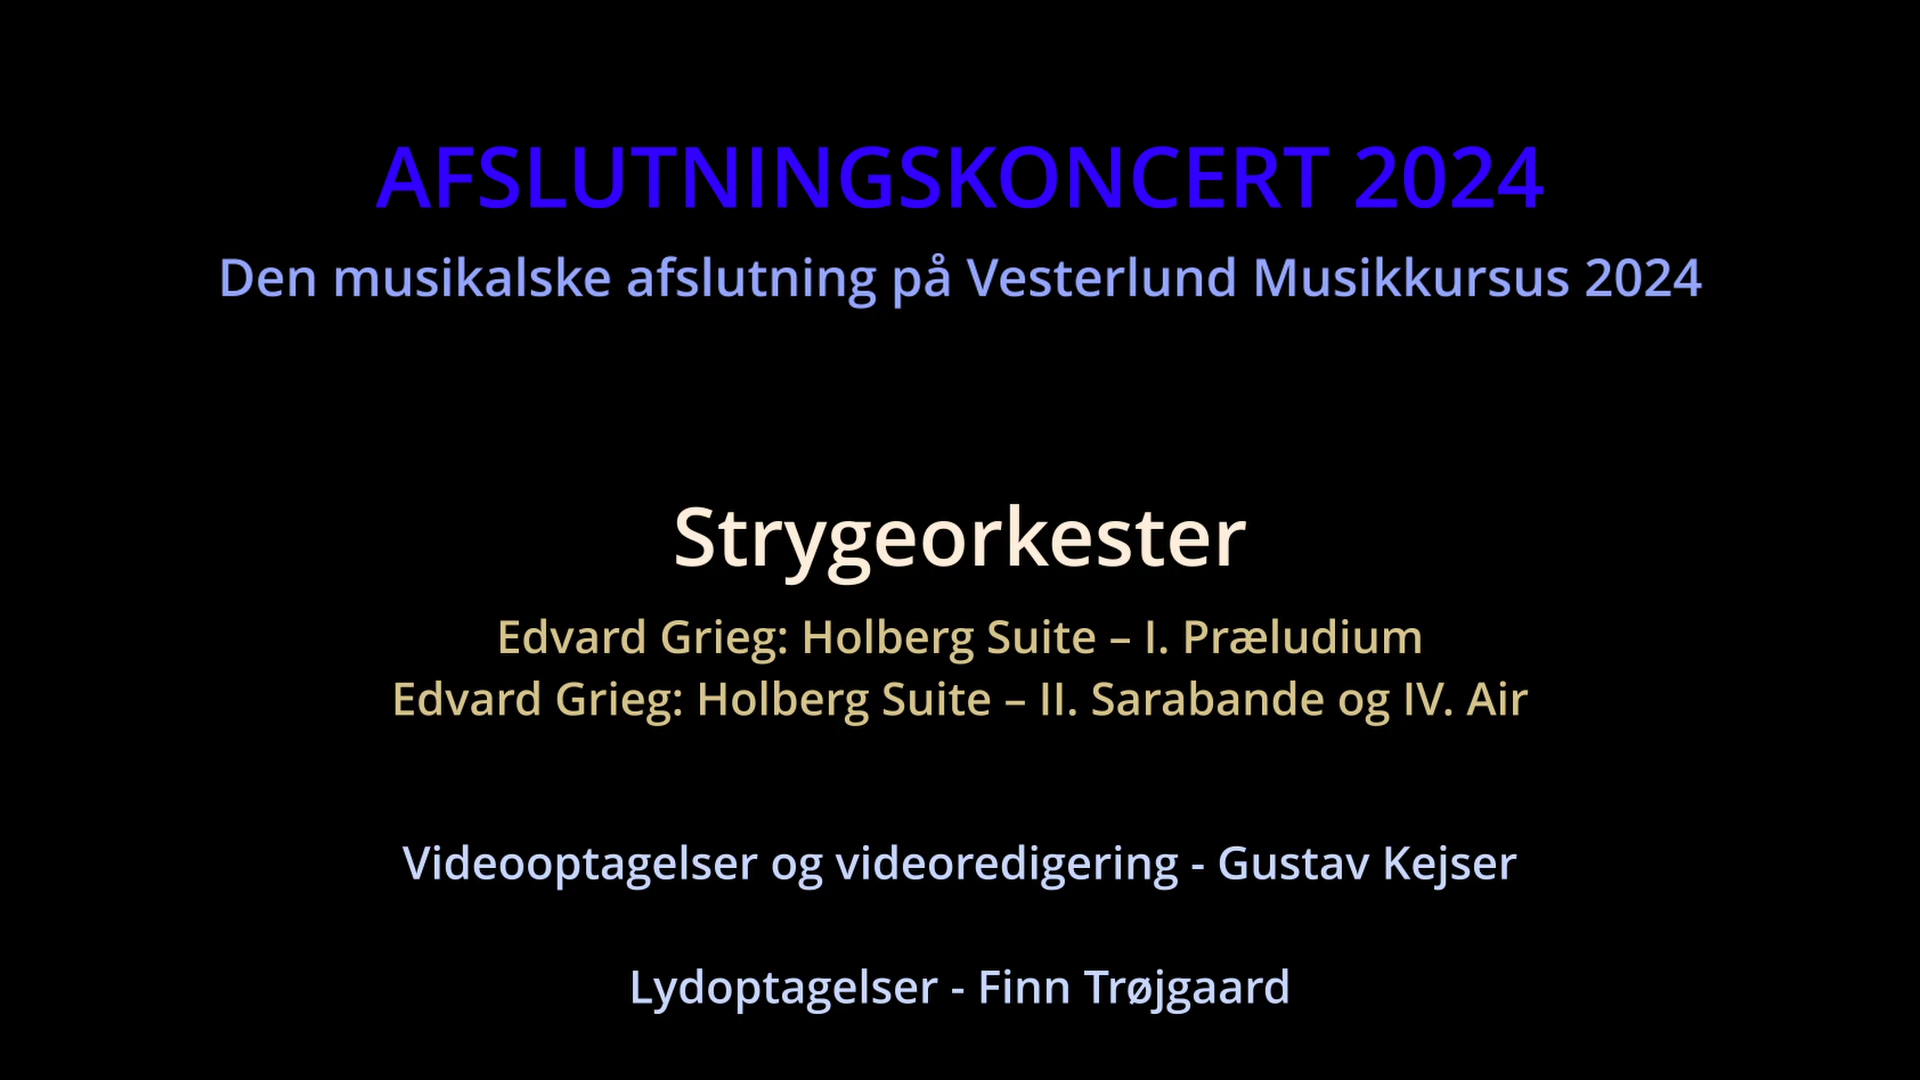 AFSLUTNINGSKONCERT 2024
Den musikalske afslutning på Vesterlund Musikkursus 2024
Strygeorkester
Edvard Grieg: Holberg Suite – I. Præludium
Edvard Grieg: Holberg Suite – II. Sarabande og IV. Air
Videooptagelser og videoredigering - Gustav Kejser
Lydoptagelser - Finn Trøjgaard